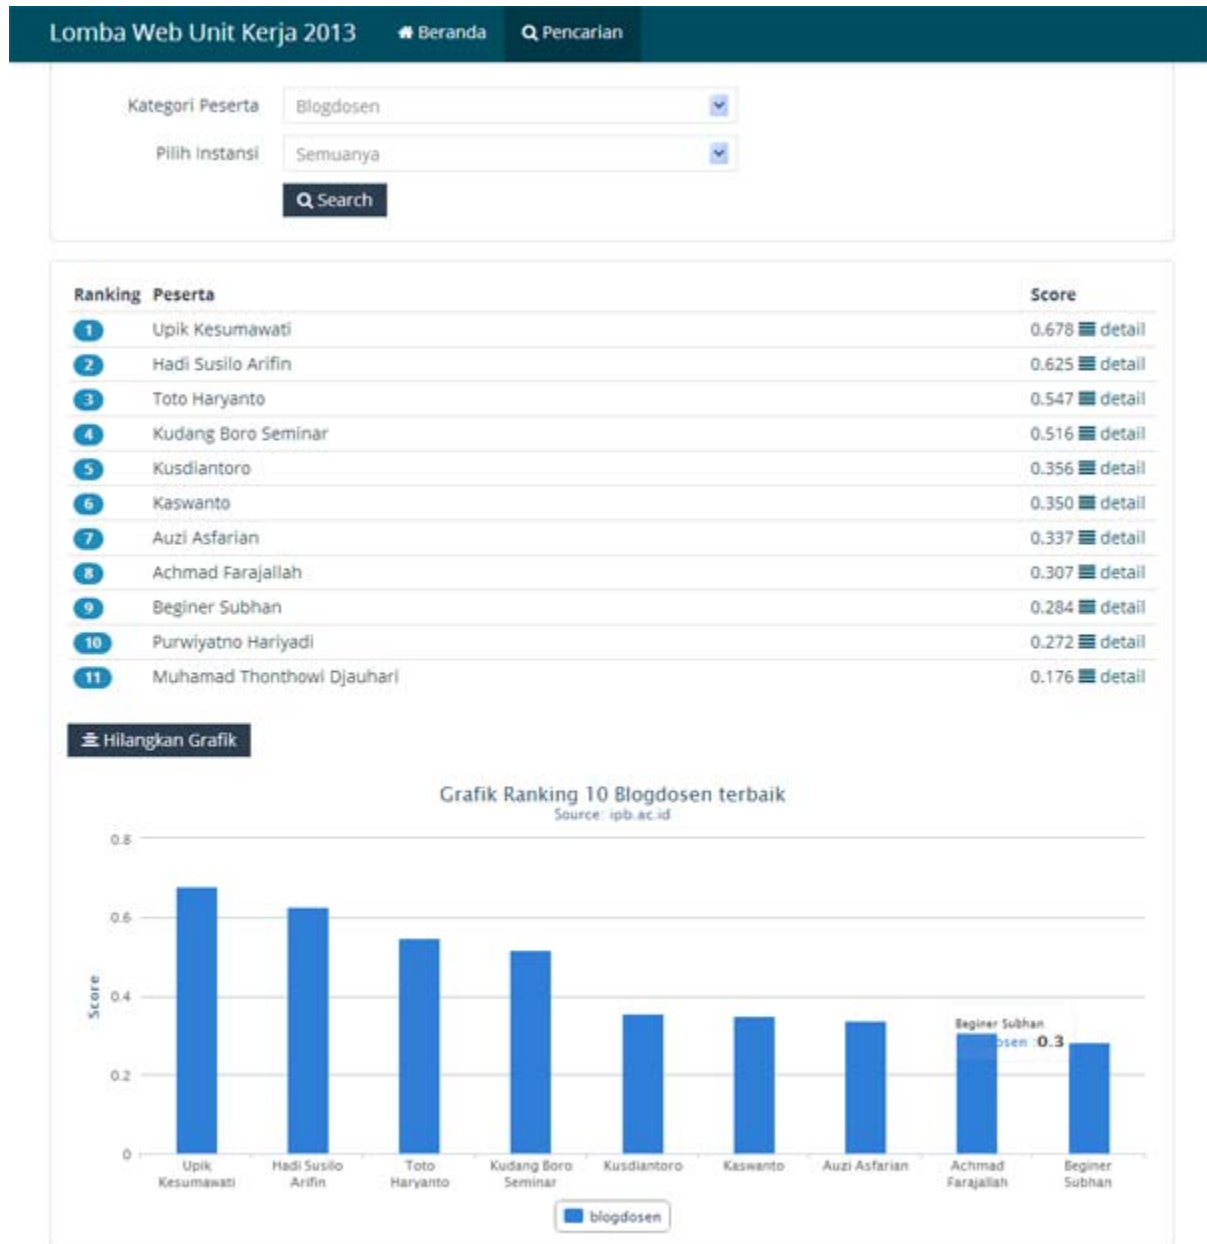 Lomba Web Unit Kerja 2013 Beranda Pencarian
Kategori Peserta Blogdosen
Pilih Instansi Semuanya
Search
Ranking Peserta Score
1 Upik Kesumawati 0.678 detail
2 Hadi Susilo Arifin 0.625 detail
3 Toto Haryanto 0.547 detail
4 Kudang Boro Seminar 0.516 detail
5 Kusdiantoro 0.356 detail
6 Kaswanto 0.350 detail
7 Auzi Asfarian 0.337 detail
8 Achmad Farajallah 0.307 detail
9 Beginer Subhan 0.284 detail
10 Purwiyatno Hariyadi 0.272 detail
11 Muhamad Thonthowi Djauhari 0.176 detail
Hilangkan Grafik
Grafik Ranking 10 Blogdosen terbaik
Source: ipb.ac.id
Score
0.8
0.6
0.4
0.2
0
Beginer Subhan
osen : 0.3
Upik Kesumawati
Hadi Susilo Arifin
Toto Haryanto
Kudang Boro Seminar
Kusdiantoro
Kaswanto
Auzi Asfarian
Achmad Farajallah
Beginer Subhan
blogdosen